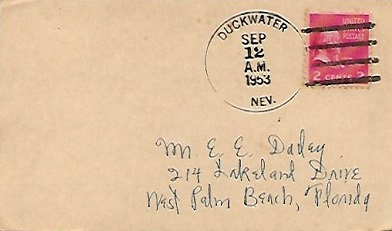 DUCKWATER
SEP
12
A.M.
1953
NEV.
UNITED
STATES
POSTAGE
2 CENTS 2
Mr. E. E. Dailey
214 Lakeland Drive
West Palm Beach, Florida